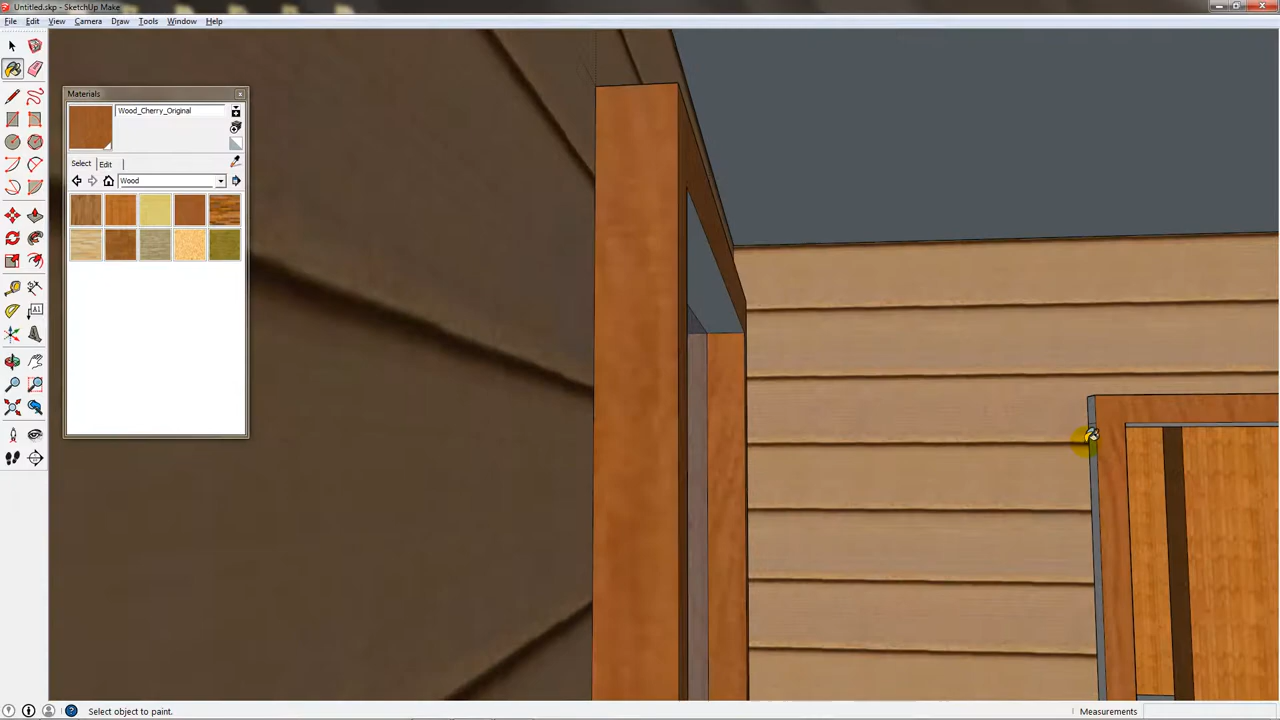 Untitled.skp - SketchUp Make
File Edit View Camera Draw Tools Window Help
Materials
Wood_Cherry_Original
Select Edit
Wood
A1
Select object to paint.
Measurements